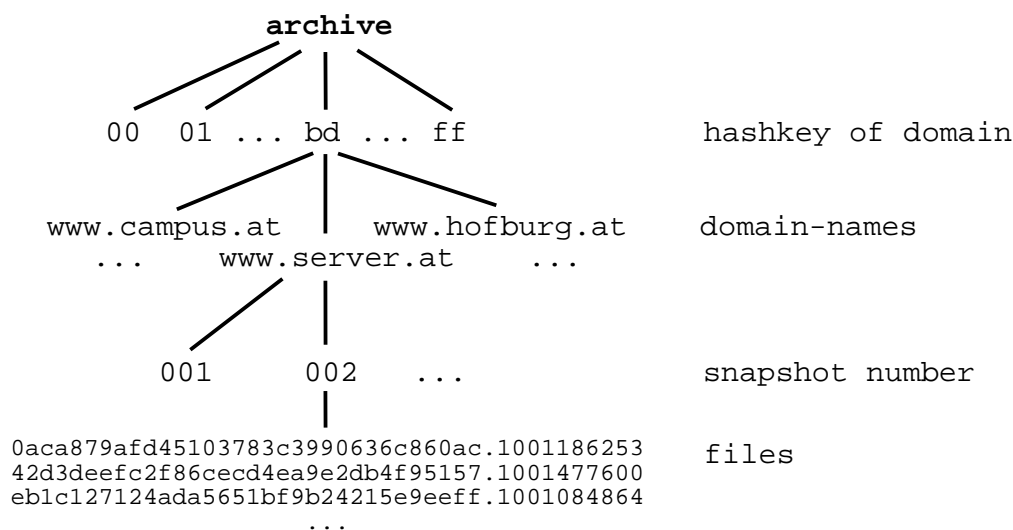 archive
00 01 ... bd ... ff hashkey of domain
www.campus.at www.hofburg.at domain-names
... www.server.at ...
001 002 ... snapshot number
0aca879afd45103783c3990636c860ac.1001186253 files
42d3deefc2f86cecd4ea9e2db4f95157.1001477600
eb1c127124ada5651bf9b24215e9eeff.1001084864
...